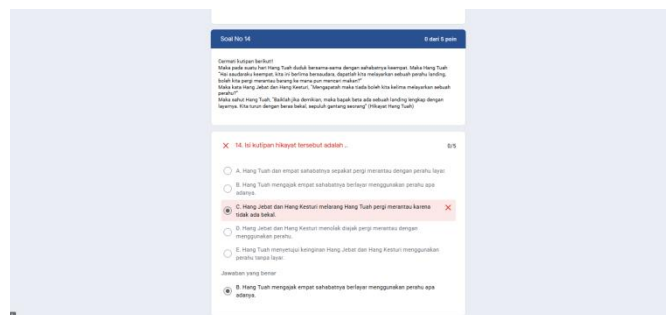 Soal No 14 0 dari 5 poin
Cermati kutipan berikut!
Maka pada suatu hari Hang Tuah duduk bersama-sama dengan sahabatnya keempat. Maka Hang Tuah
"Hai saudaraku keempat, kita ini berlima bersaudara, dapatlah kita melayarkan sebuah perahu landing,
boleh kita pergi merantau barang ke mana pun mencari makan?"
Maka kata Hang Jebat dan Hang Kesturi, "Mengapatah maka tiada boleh kita kelima melayarkan sebuah
perahu?"
Maka sahut Hang Tuah, "Baiklah jika demikian; maka bapak bata ada sebuah landing lengkap dengan
layarnya. Kita turun dengan beras bekal, sepuluh gantang seorang" (Hikayat Hang Tuah)
14. Isi kutipan hikayat tersebut adalah .. 0/5
A. Hang Tuah dan empat sahabatnya sepakat pergi merantau dengan perahu layar.
B. Hang Tuah mengajak empat sahabatnya berlayar menggunakan perahu apa
adanya.
C. Hang Jebat dan Hang Kesturi melarang Hang Tuah pergi merantau karena
tidak ada bekal.
D. Hang Jebat dan Hang Kesturi menolak diajak pergi merantau dengan
menggunakan perahu.
E. Hang Tuah menyetujui keinginan Hang Jebat dan Hang Kesturi menggunakan
perahu tanpa layar.
Jawaban yang benar
B. Hang Tuah mengajak empat sahabatnya berlayar menggunakan perahu apa
adanya.